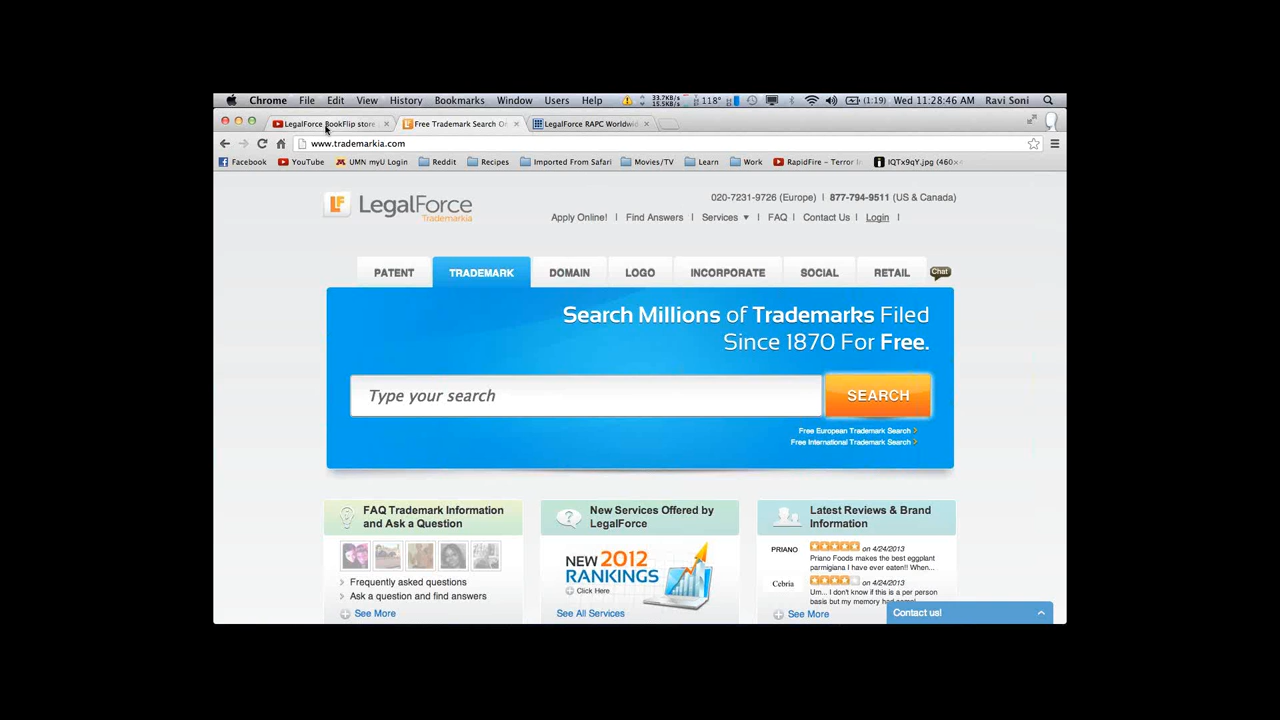 Chrome File Edit View History Bookmarks Window Users Help 33.7KB/s 15.5KB/s 118° (1:19) Wed 11:28:46 AM Ravi Soni
LegalForce BookFlip store Free Trademark Search O LegalForce RAPC Worldwid
www.trademarkia.com
Facebook YouTube UMN myU Login Reddit Recipes Imported From Safari Movies/TV Learn Work RapidFire – Terror IQTx9qY.jpg (460×
LF LegalForce
Trademarkia
020-7231-9726 (Europe) | 877-794-9511 (US & Canada)
Apply Online! | Find Answers | Services | FAQ | Contact Us | Login |
PATENT TRADEMARK DOMAIN LOGO INCORPORATE SOCIAL RETAIL Chat
Search Millions of Trademarks Filed
Since 1870 For Free.
Type your search SEARCH
Free European Trademark Search
Free International Trademark Search
FAQ Trademark Information
and Ask a Question
Frequently asked questions
Ask a question and find answers
See More
New Services Offered by
LegalForce
NEW 2012
RANKINGS
Click Here
See All Services
Latest Reviews & Brand
Information
PRIANO on 4/24/2013
Priano Foods makes the best eggplant
parmigiana I have ever eaten!! When...
Cebria on 4/24/2013
Um... I don't know if this is a per person
basis but my memory had
See More
Contact us!